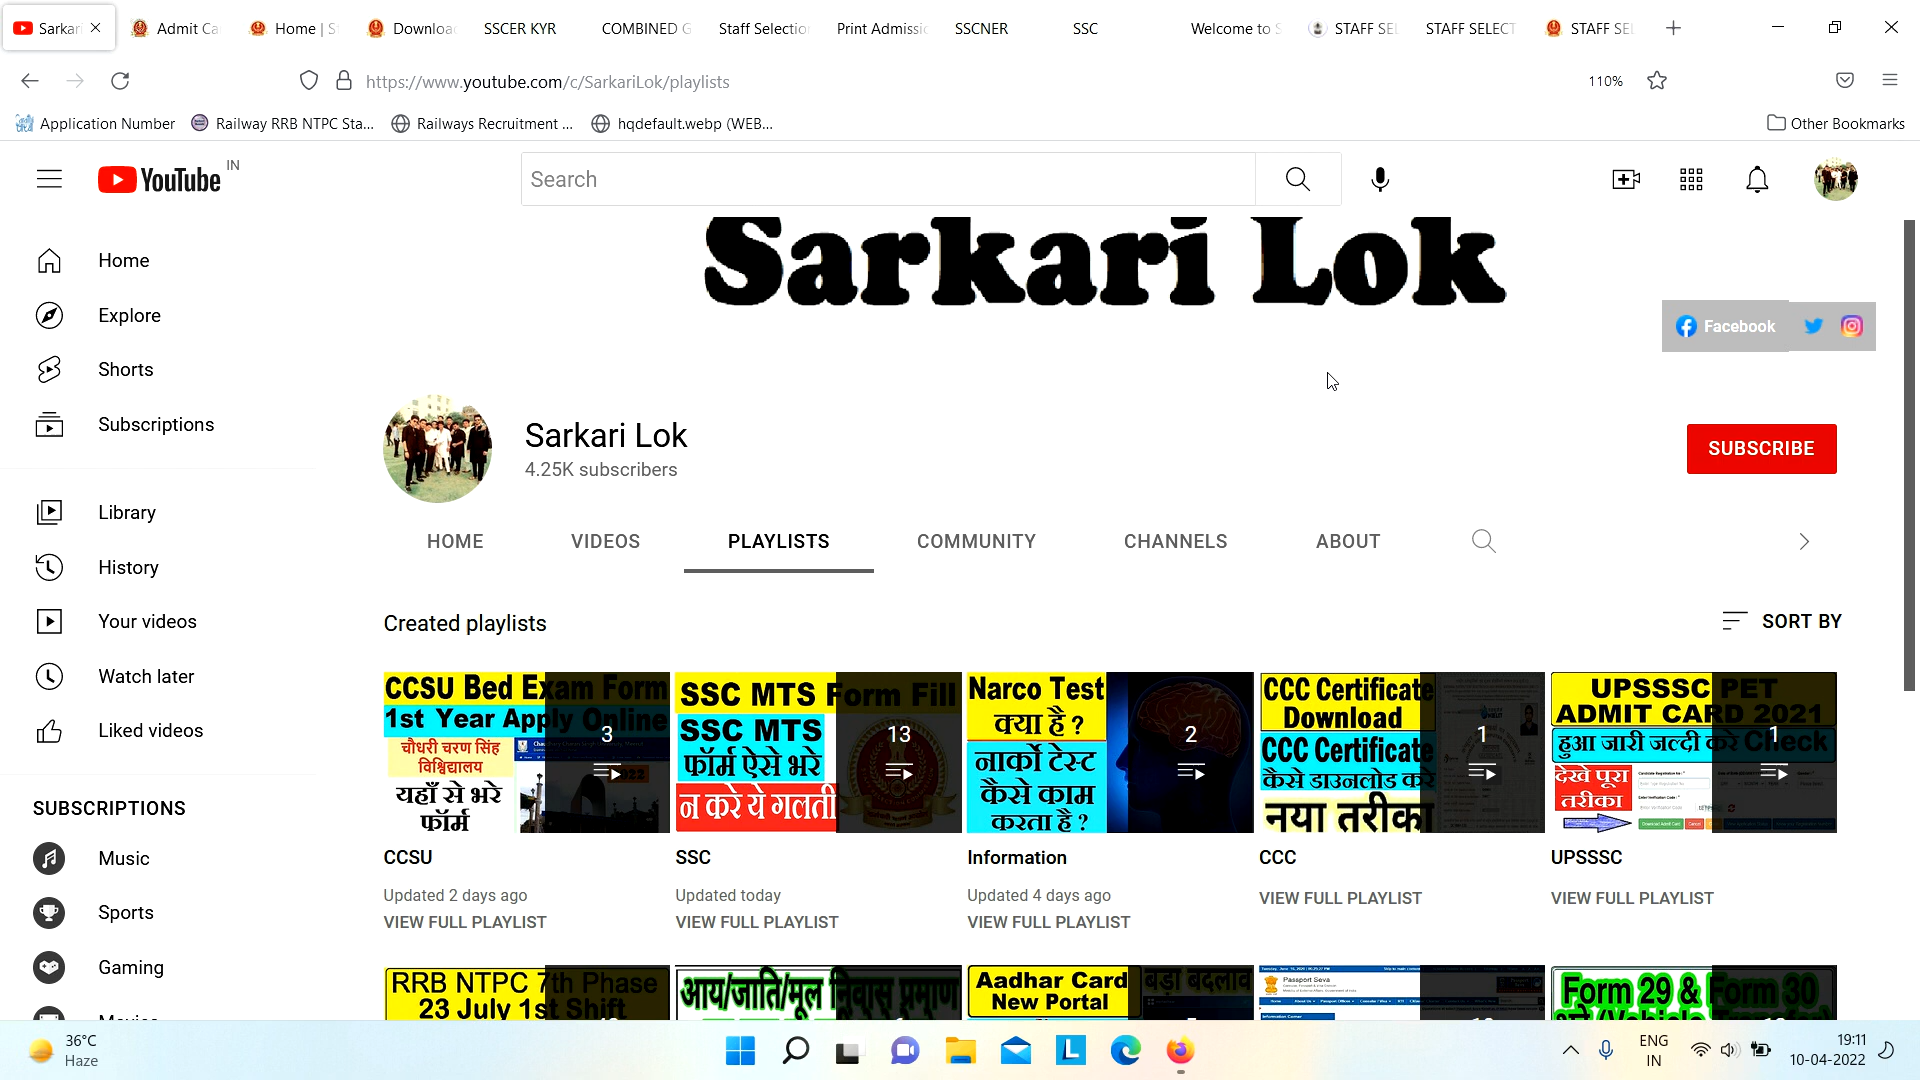 Sarkari
Admit Ca
Home | S
Download
SSCER KYR
COMBINED G
Staff Selectio
Print Admissi
SSCNER
SSC
Welcome to S
STAFF SEL
STAFF SELECT
STAFF SEL
https://www.youtube.com/c/SarkariLok/playlists
110%
Application Number
Railway RRB NTPC Sta...
Railways Recruitment ...
hqdefault.webp (WEB...
Other Bookmarks
YouTube IN
Search
Sarkari Lok
Facebook
Home
Explore
Shorts
Subscriptions
Library
History
Your videos
Watch later
Liked videos
SUBSCRIPTIONS
Music
Sports
Gaming
Movies
Sarkari Lok
4.25K subscribers
SUBSCRIBE
HOME
VIDEOS
PLAYLISTS
COMMUNITY
CHANNELS
ABOUT
Created playlists
SORT BY
CCSU Bed Exam Form
1st Year Apply Online
चौधरी चरण सिंह
विश्विद्यालय
यहाँ से भरे
फॉर्म
2022
3
CCSU
Updated 2 days ago
VIEW FULL PLAYLIST
SSC MTS Form Fill
SSC MTS
फॉर्म ऐसे भरे
न करे ये गलती
13
SSC
Updated today
VIEW FULL PLAYLIST
Narco Test
क्या है ?
नार्को टेस्ट
कैसे काम
करता है ?
2
Information
Updated 4 days ago
VIEW FULL PLAYLIST
CCC Certificate
Download
CCC Certificate
कैसे डाउनलोड करे
नया तरीका
1
CCC
VIEW FULL PLAYLIST
UPSSSC PET
ADMIT CARD 2021
हुआ जारी जल्दी करे Check
देखे पूरा
तरीका
1
UPSSSC
VIEW FULL PLAYLIST
RRB NTPC 7th Phase
23 July 1st Shift
आय/जाति/मूल निवास प्रमाण
Aadhar Card
New Portal
बड़ा बदलाव
Passport Seva
Form 29 & Form 30
36°C
Haze
ENG
IN
19:11
10-04-2022